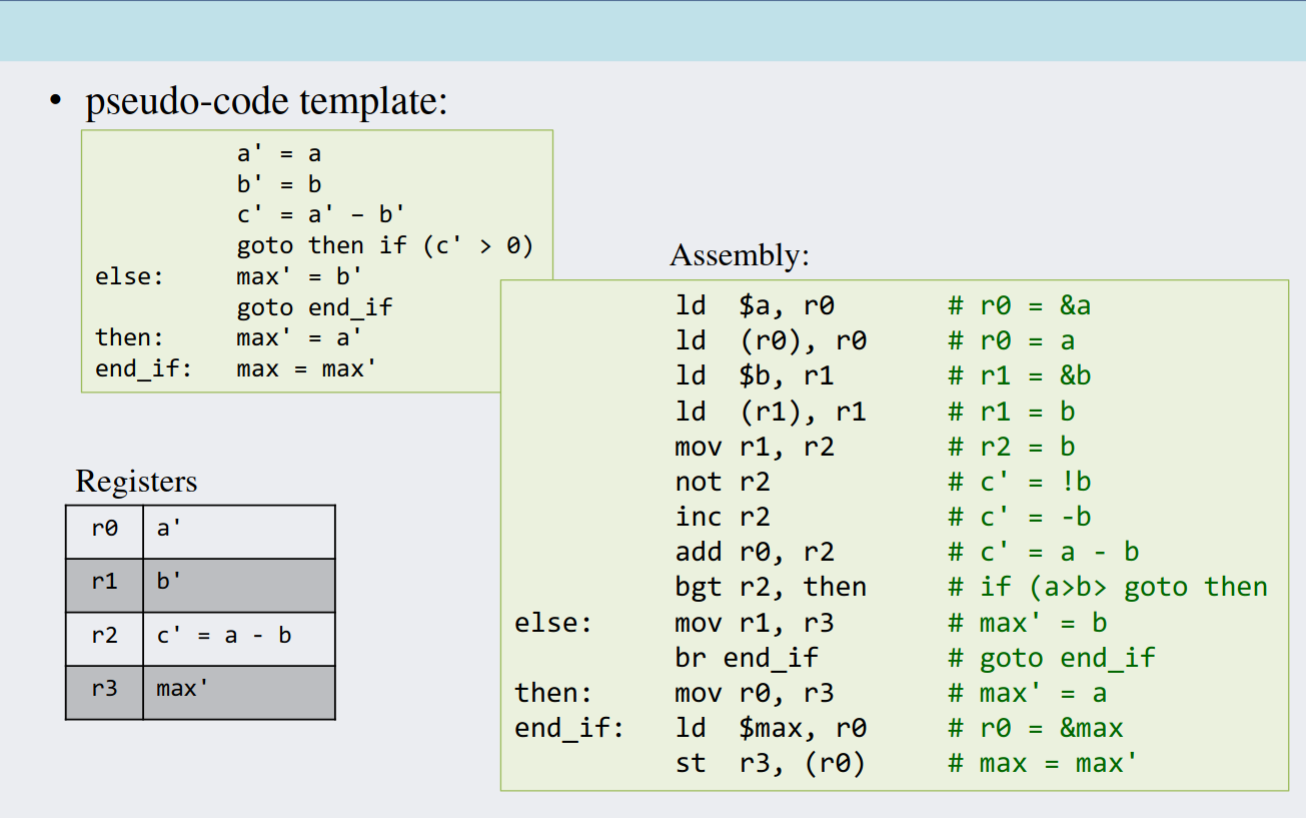 • pseudo-code template:
a' = a
b' = b
c' = a' – b'
goto then if (c' > 0)
else: max' = b'
goto end_if
then: max' = a'
end_if: max = max'
Registers
r0 a'
r1 b'
r2 c' = a - b
r3 max'
Assembly:
ld $a, r0 # r0 = &a
ld (r0), r0 # r0 = a
ld $b, r1 # r1 = &b
ld (r1), r1 # r1 = b
mov r1, r2 # r2 = b
not r2 # c' = !b
inc r2 # c' = -b
add r0, r2 # c' = a - b
bgt r2, then # if (a>b> goto then
else: mov r1, r3 # max' = b
br end_if # goto end_if
then: mov r0, r3 # max' = a
end_if: ld $max, r0 # r0 = &max
st r3, (r0) # max = max'